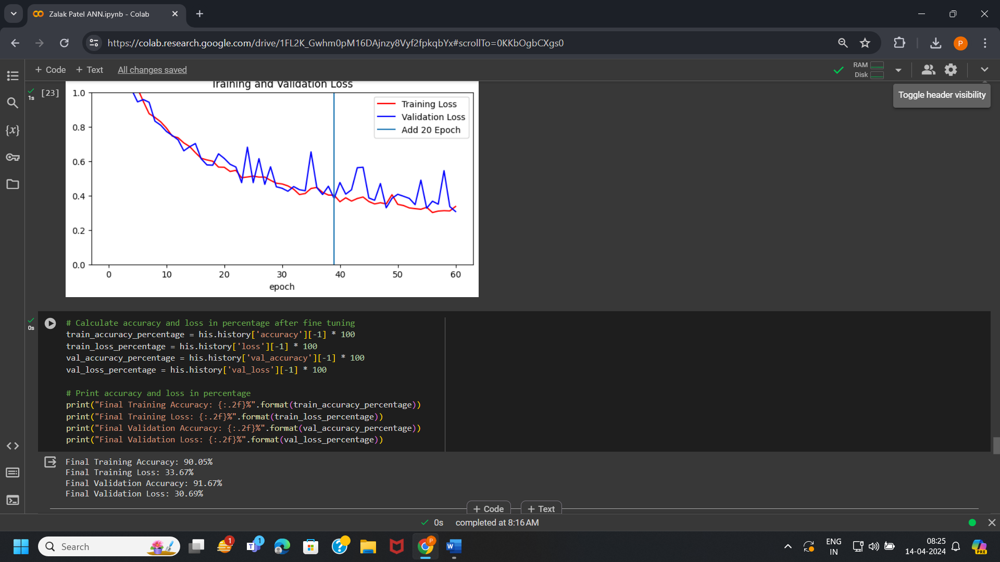 Zalak Patel ANN.ipynb - Colab
https://colab.research.google.com/drive/1FL2K_Gwhm0pM16DAjnzy8Vyf2fpkqbYx#scrollTo=0KKbOgbCXgs0
P
+ Code + Text All changes saved
RAM
Disk
Toggle header visibility
1s
[23]
Training and Validation Loss
Training Loss
Validation Loss
Add 20 Epoch
1.0
0.8
0.6
0.4
0.2
0.0
0 10 20 30 40 50 60
epoch
{x}
0s
# Calculate accuracy and loss in percentage after fine tuning
train_accuracy_percentage = his.history['accuracy'][-1] * 100
train_loss_percentage = his.history['loss'][-1] * 100
val_accuracy_percentage = his.history['val_accuracy'][-1] * 100
val_loss_percentage = his.history['val_loss'][-1] * 100
# Print accuracy and loss in percentage
print("Final Training Accuracy: {:.2f}%".format(train_accuracy_percentage))
print("Final Training Loss: {:.2f}%".format(train_loss_percentage))
print("Final Validation Accuracy: {:.2f}%".format(val_accuracy_percentage))
print("Final Validation Loss: {:.2f}%".format(val_loss_percentage))
Final Training Accuracy: 90.05%
Final Training Loss: 33.67%
Final Validation Accuracy: 91.67%
Final Validation Loss: 30.69%
+ Code + Text
0s completed at 8:16 AM
Search
1
1
T
P
W
ENG
IN
08:25
14-04-2024
PRE